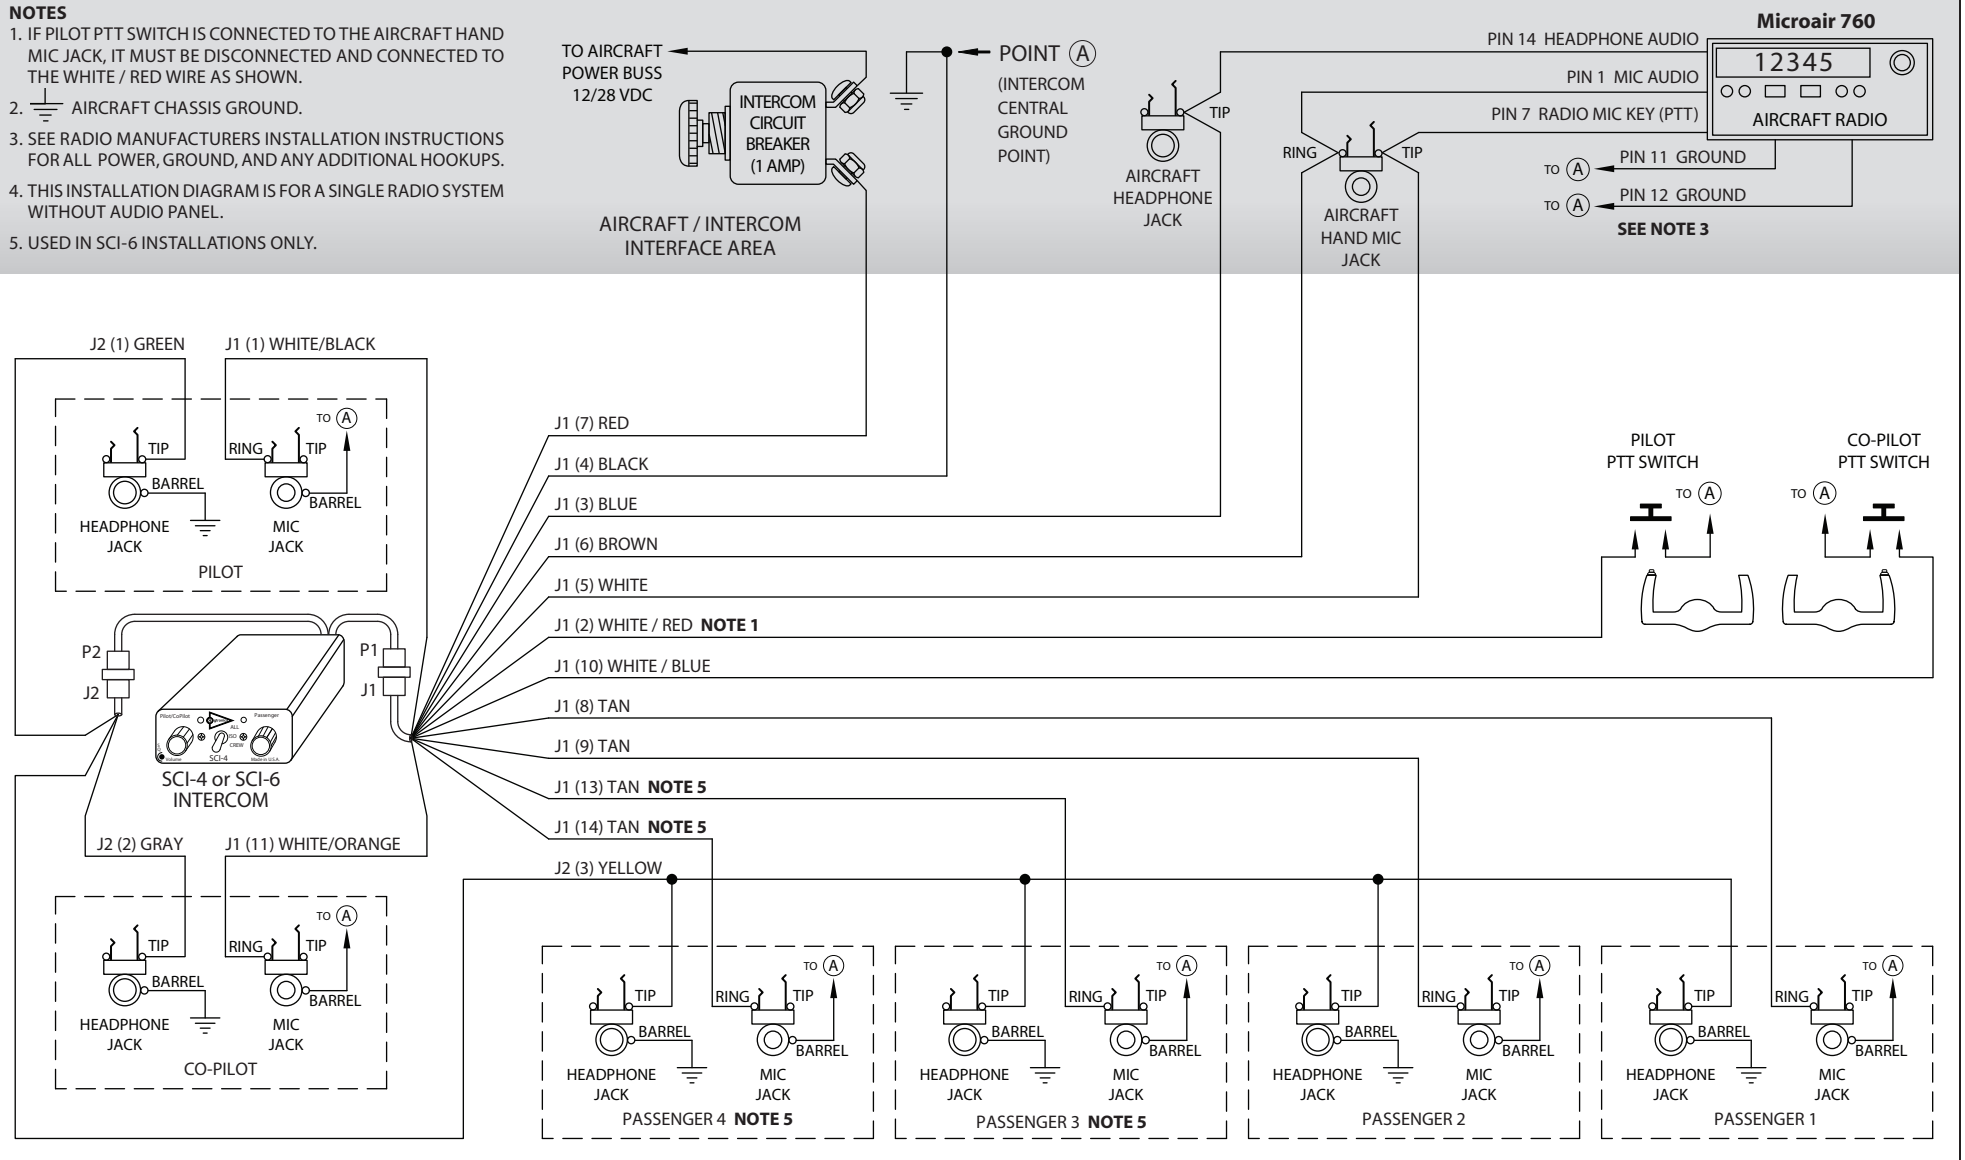 NOTES
1. IF PILOT PTT SWITCH IS CONNECTED TO THE AIRCRAFT HAND
MIC JACK, IT MUST BE DISCONNECTED AND CONNECTED TO
THE WHITE / RED WIRE AS SHOWN.
2. AIRCRAFT CHASSIS GROUND.
3. SEE RADIO MANUFACTURERS INSTALLATION INSTRUCTIONS
FOR ALL POWER, GROUND, AND ANY ADDITIONAL HOOKUPS.
4. THIS INSTALLATION DIAGRAM IS FOR A SINGLE RADIO SYSTEM
WITHOUT AUDIO PANEL.
5. USED IN SCI-6 INSTALLATIONS ONLY.
TO AIRCRAFT
POWER BUSS
12/28 VDC
INTERCOM
CIRCUIT
BREAKER
(1 AMP)
AIRCRAFT / INTERCOM
INTERFACE AREA
POINT A
(INTERCOM
CENTRAL
GROUND
POINT)
TIP
AIRCRAFT
HEADPHONE
JACK
RING
TIP
AIRCRAFT
HAND MIC
JACK
Microair 760
PIN 14 HEADPHONE AUDIO
PIN 1 MIC AUDIO
PIN 7 RADIO MIC KEY (PTT)
12345
AIRCRAFT RADIO
TO A
PIN 11 GROUND
TO A
PIN 12 GROUND
SEE NOTE 3
J2 (1) GREEN
J1 (1) WHITE/BLACK
TO A
TIP
RING
TIP
BARREL
BARREL
HEADPHONE
JACK
MIC
JACK
PILOT
J1 (7) RED
J1 (4) BLACK
J1 (3) BLUE
J1 (6) BROWN
J1 (5) WHITE
J1 (2) WHITE / RED NOTE 1
J1 (10) WHITE / BLUE
J1 (8) TAN
J1 (9) TAN
J1 (13) TAN NOTE 5
J1 (14) TAN NOTE 5
J2 (3) YELLOW
PILOT
PTT SWITCH
TO A
CO-PILOT
PTT SWITCH
TO A
P2
J2
P1
J1
Pilot/CoPilot
Passenger
ALL
ISO
CREW
Volume
SCI-4
Made in U.S.A.
SCI-4 or SCI-6
INTERCOM
J2 (2) GRAY
J1 (11) WHITE/ORANGE
TO A
TIP
RING
TIP
BARREL
BARREL
HEADPHONE
JACK
MIC
JACK
CO-PILOT
TO A
TIP
RING
TIP
BARREL
BARREL
HEADPHONE
JACK
MIC
JACK
PASSENGER 4 NOTE 5
TO A
TIP
RING
TIP
BARREL
BARREL
HEADPHONE
JACK
MIC
JACK
PASSENGER 3 NOTE 5
TO A
TIP
RING
TIP
BARREL
BARREL
HEADPHONE
JACK
MIC
JACK
PASSENGER 2
TO A
TIP
RING
TIP
BARREL
BARREL
HEADPHONE
JACK
MIC
JACK
PASSENGER 1